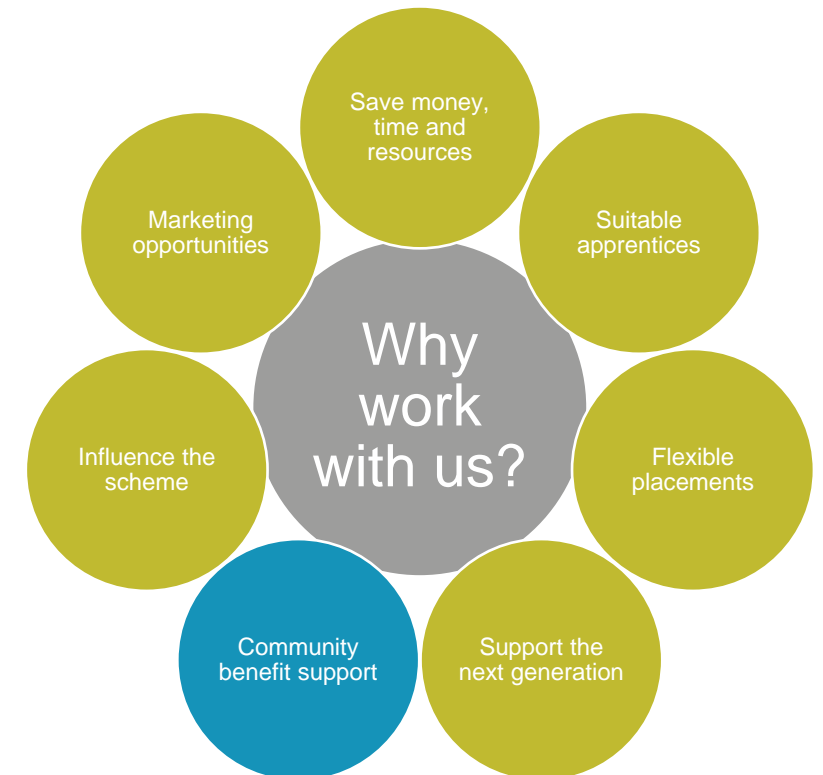 Save money,
time and
resources
Suitable
apprentices
Flexible
placements
Support the
next generation
Community
benefit support
Influence the
scheme
Marketing
opportunities
Why
work
with us?